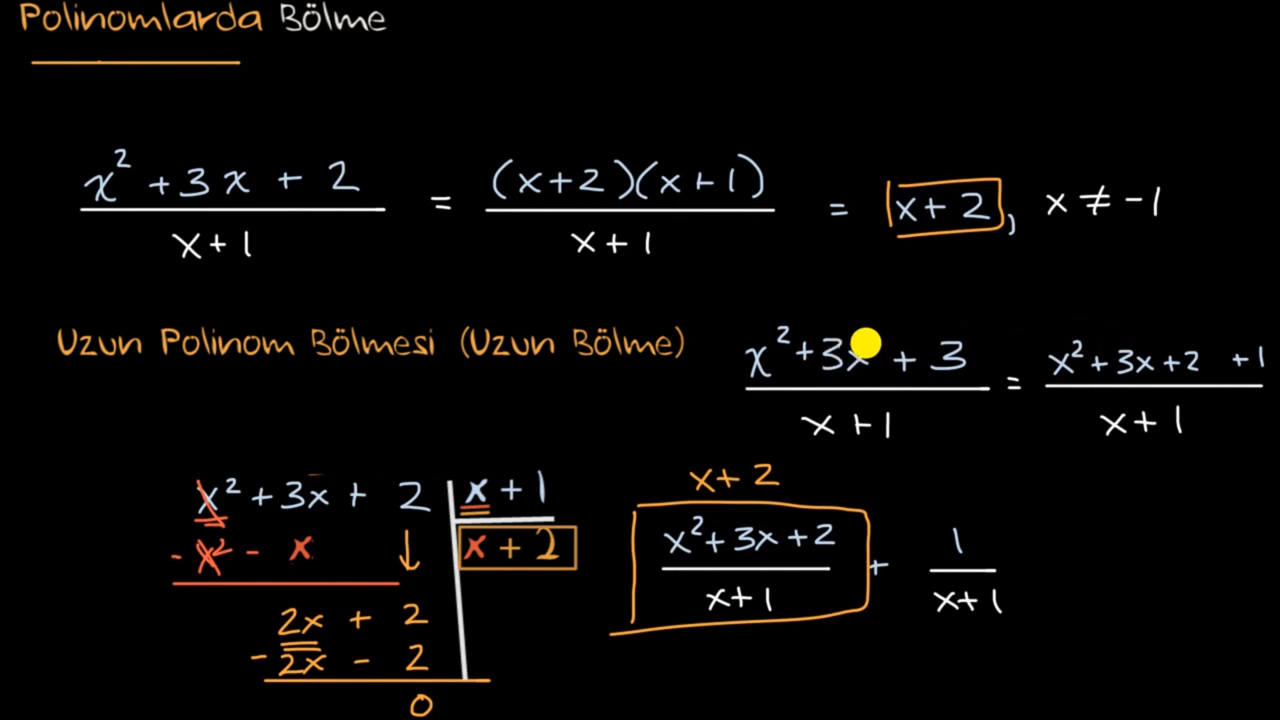 Polinomlarda Bölme
x² + 3x + 2 / x + 1 = (x+2)(x+1) / x + 1 = x + 2, x ≠ -1
Uzun Polinom Bölmesi (Uzun Bölme)
x² + 3x + 3 / x + 1 = x² + 3x + 2 + 1 / x + 1
x² + 3x + 2 | x + 1
- x² - x | x + 2
2x + 2
- 2x - 2
0
x + 2
x² + 3x + 2 / x + 1 + 1 / x + 1